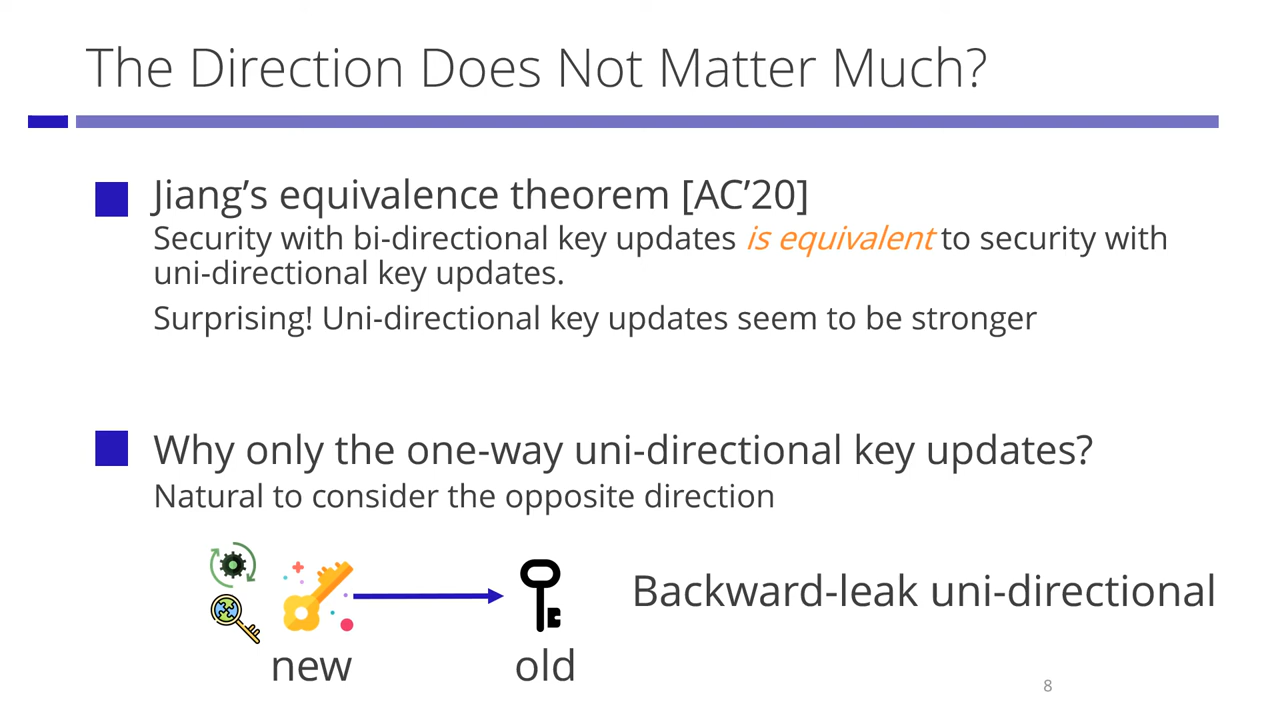 The Direction Does Not Matter Much?
Jiang’s equivalence theorem [AC’20]
Security with bi-directional key updates is equivalent to security with
uni-directional key updates.
Surprising! Uni-directional key updates seem to be stronger
Why only the one-way uni-directional key updates?
Natural to consider the opposite direction
Backward-leak uni-directional
new old
8